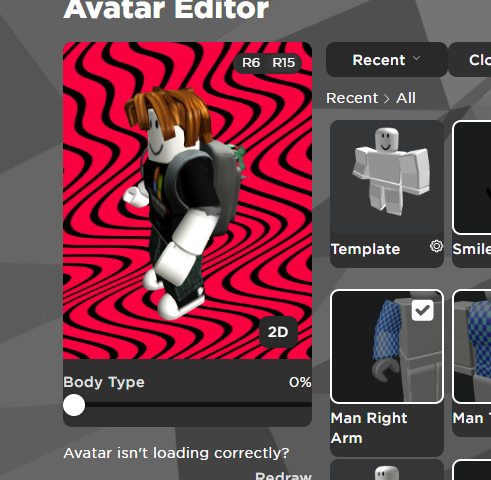 Avatar Editor
R6 R15
Recent
Clo
Recent > All
Template
Smile
2D
Body Type 0%
Man Right
Arm
Man
Avatar isn't loading correctly?
Redraw